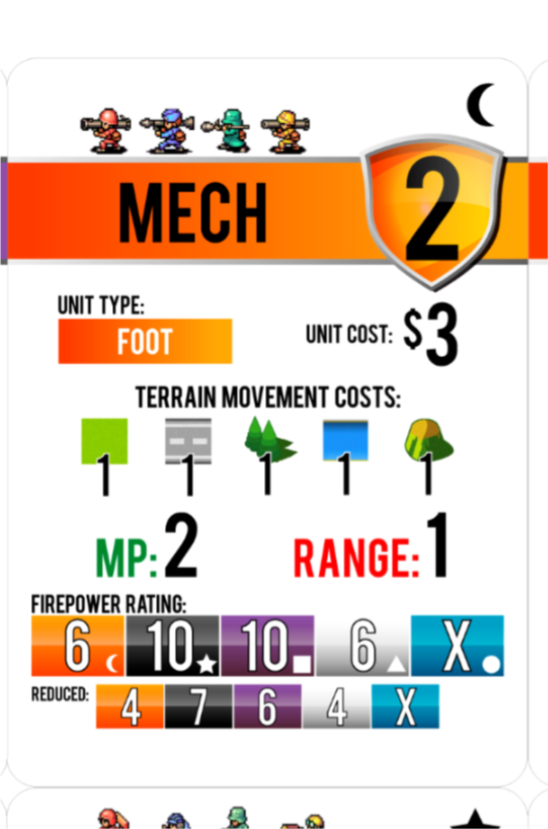 MECH
2
UNIT TYPE:
FOOT
UNIT COST: $3
TERRAIN MOVEMENT COSTS:
1 1 1 1 1
MP: 2 RANGE: 1
FIREPOWER RATING:
6 10 10 6 X
REDUCED: 4 7 6 4 X